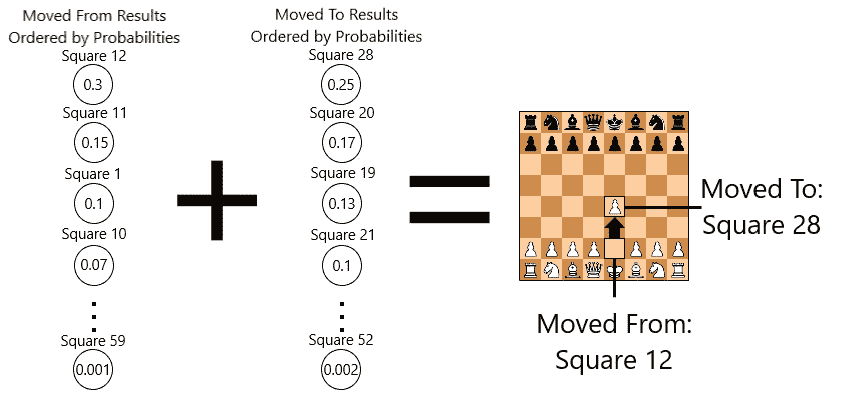 Moved From Results
Ordered by Probabilities
Square 12
0.3
Square 11
0.15
Square 1
0.1
Square 10
0.07
Square 59
0.001
Moved To Results
Ordered by Probabilities
Square 28
0.25
Square 20
0.17
Square 19
0.13
Square 21
0.1
Square 52
0.002
Moved To:
Square 28
Moved From:
Square 12